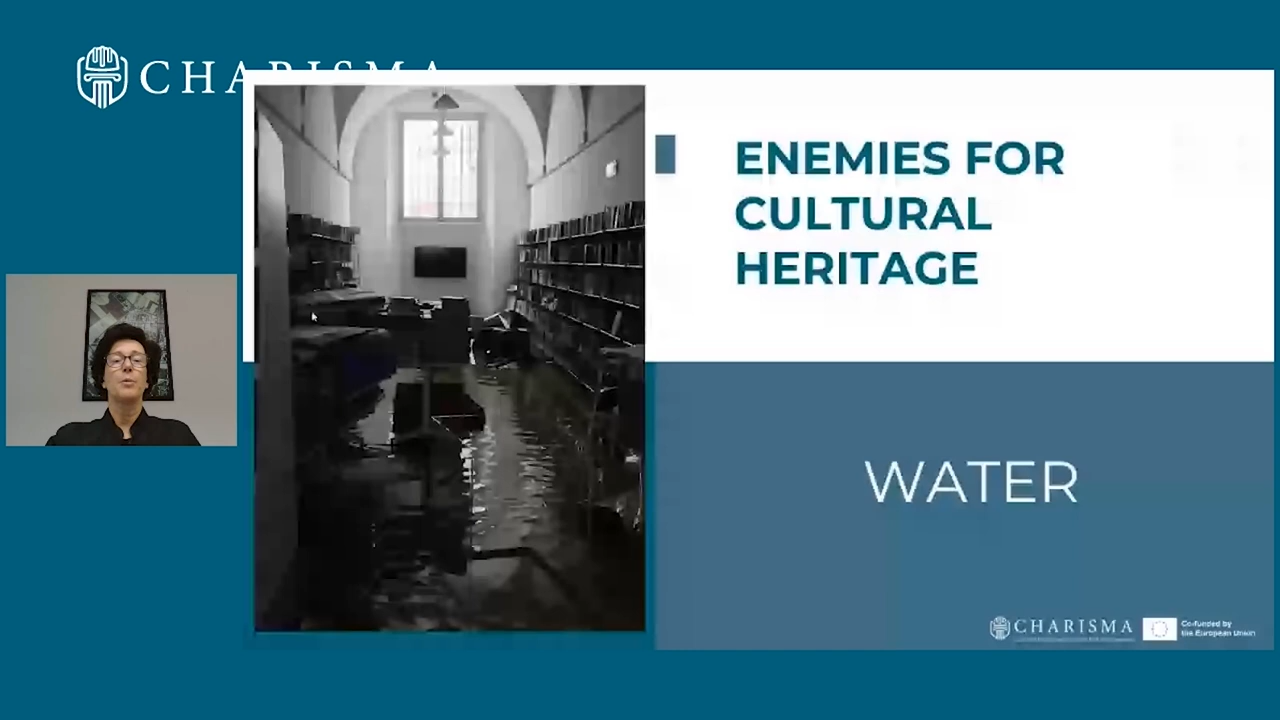 CHARISMA
ENEMIES FOR
CULTURAL
HERITAGE
WATER
CHARISMA
Co-funded by
the European Union